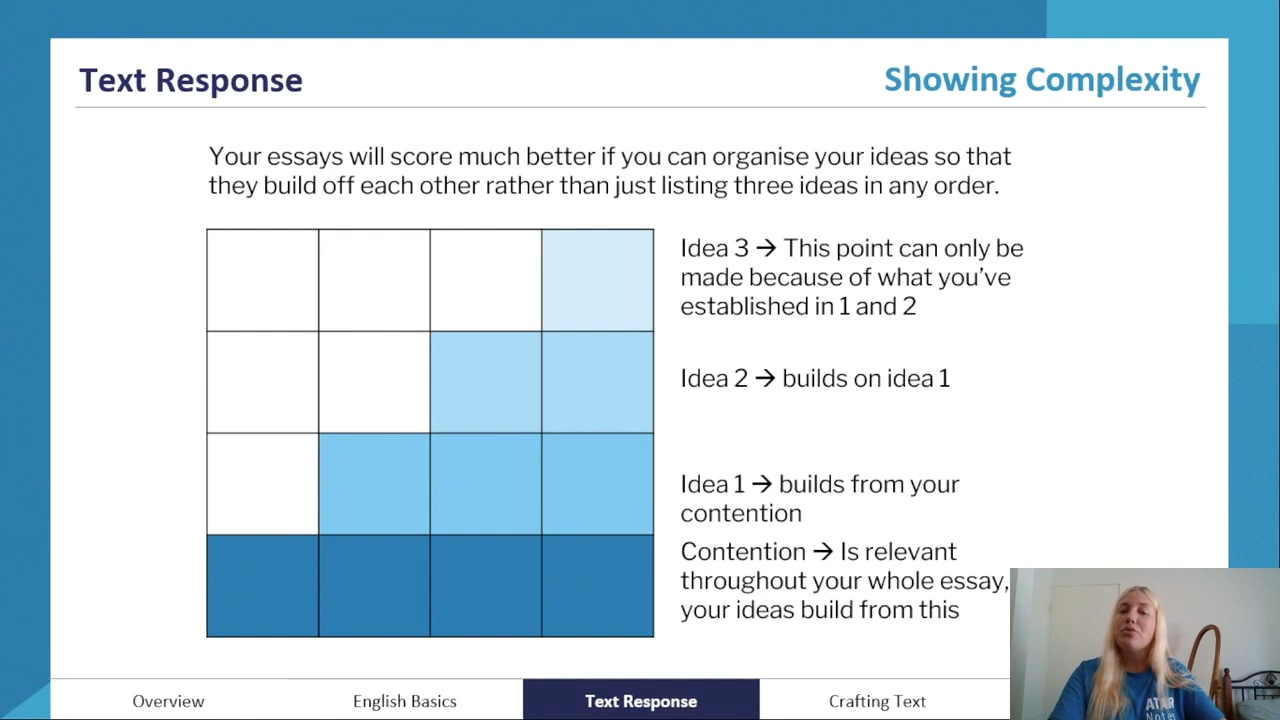 Text Response
Showing Complexity
Your essays will score much better if you can organise your ideas so that
they build off each other rather than just listing three ideas in any order.
Idea 3 → This point can only be
made because of what you've
established in 1 and 2
Idea 2 → builds on idea 1
Idea 1 → builds from your
contention
Contention → Is relevant
throughout your whole essay,
your ideas build from this
Overview
English Basics
Text Response
Crafting Text
ATAR
Notes